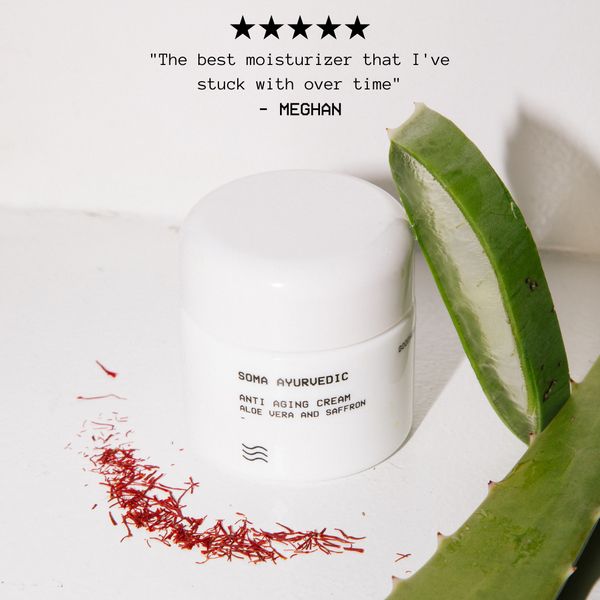 ★★★★★
"The best moisturizer that I've
stuck with over time"
- MEGHAN
SOMA AYURVEDIC
ANTI AGING CREAM
ALOE VERA AND SAFFRON
-